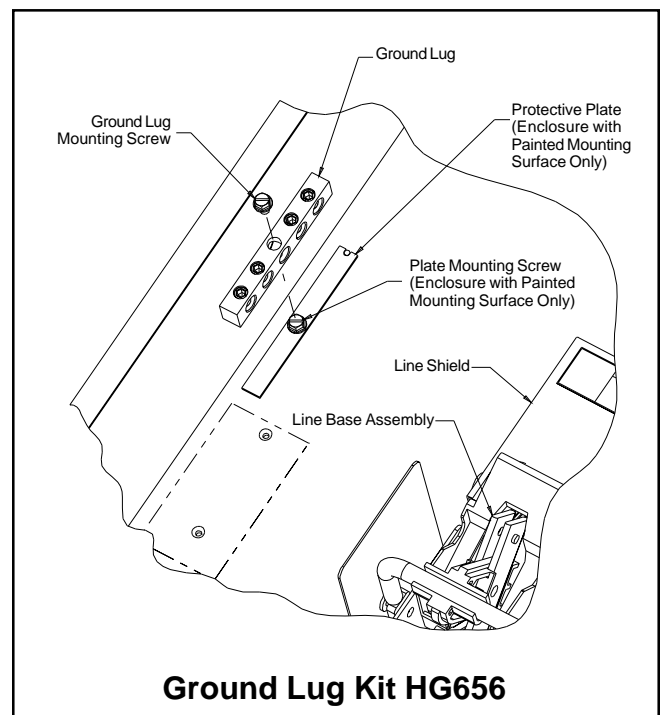 Ground Lug
Ground Lug
Mounting Screw
Protective Plate
(Enclosure with
Painted Mounting
Surface Only)
Plate Mounting Screw
(Enclosure with Painted
Mounting Surface Only)
Line Shield
Line Base Assembly
Ground Lug Kit HG656